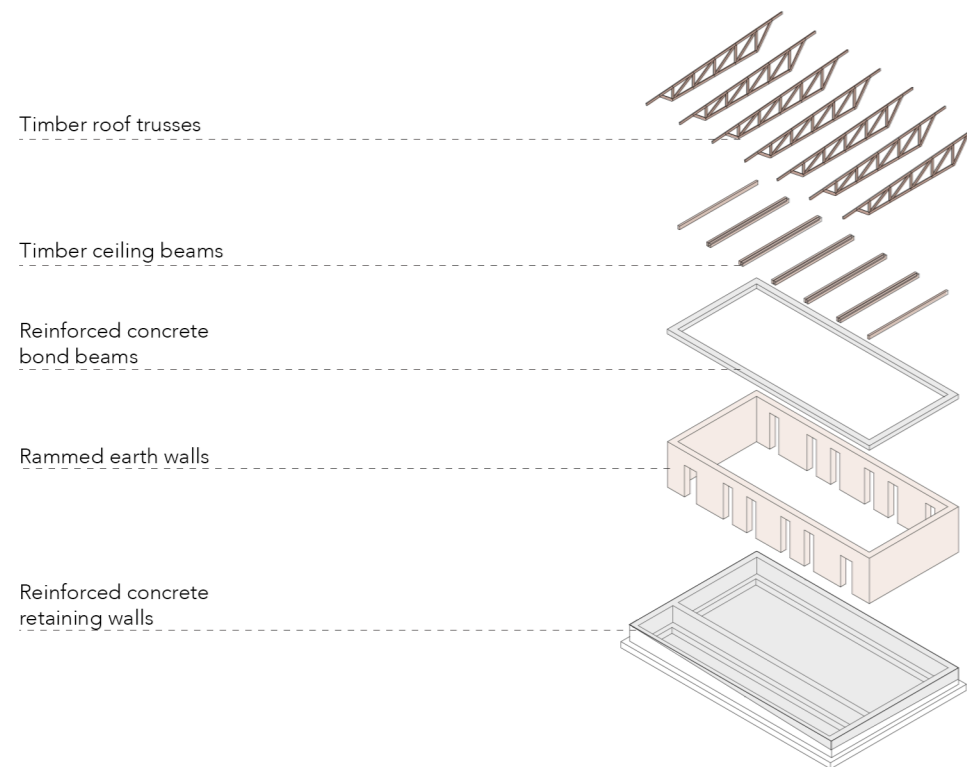 Timber roof trusses
Timber ceiling beams
Reinforced concrete
bond beams
Rammed earth walls
Reinforced concrete
retaining walls